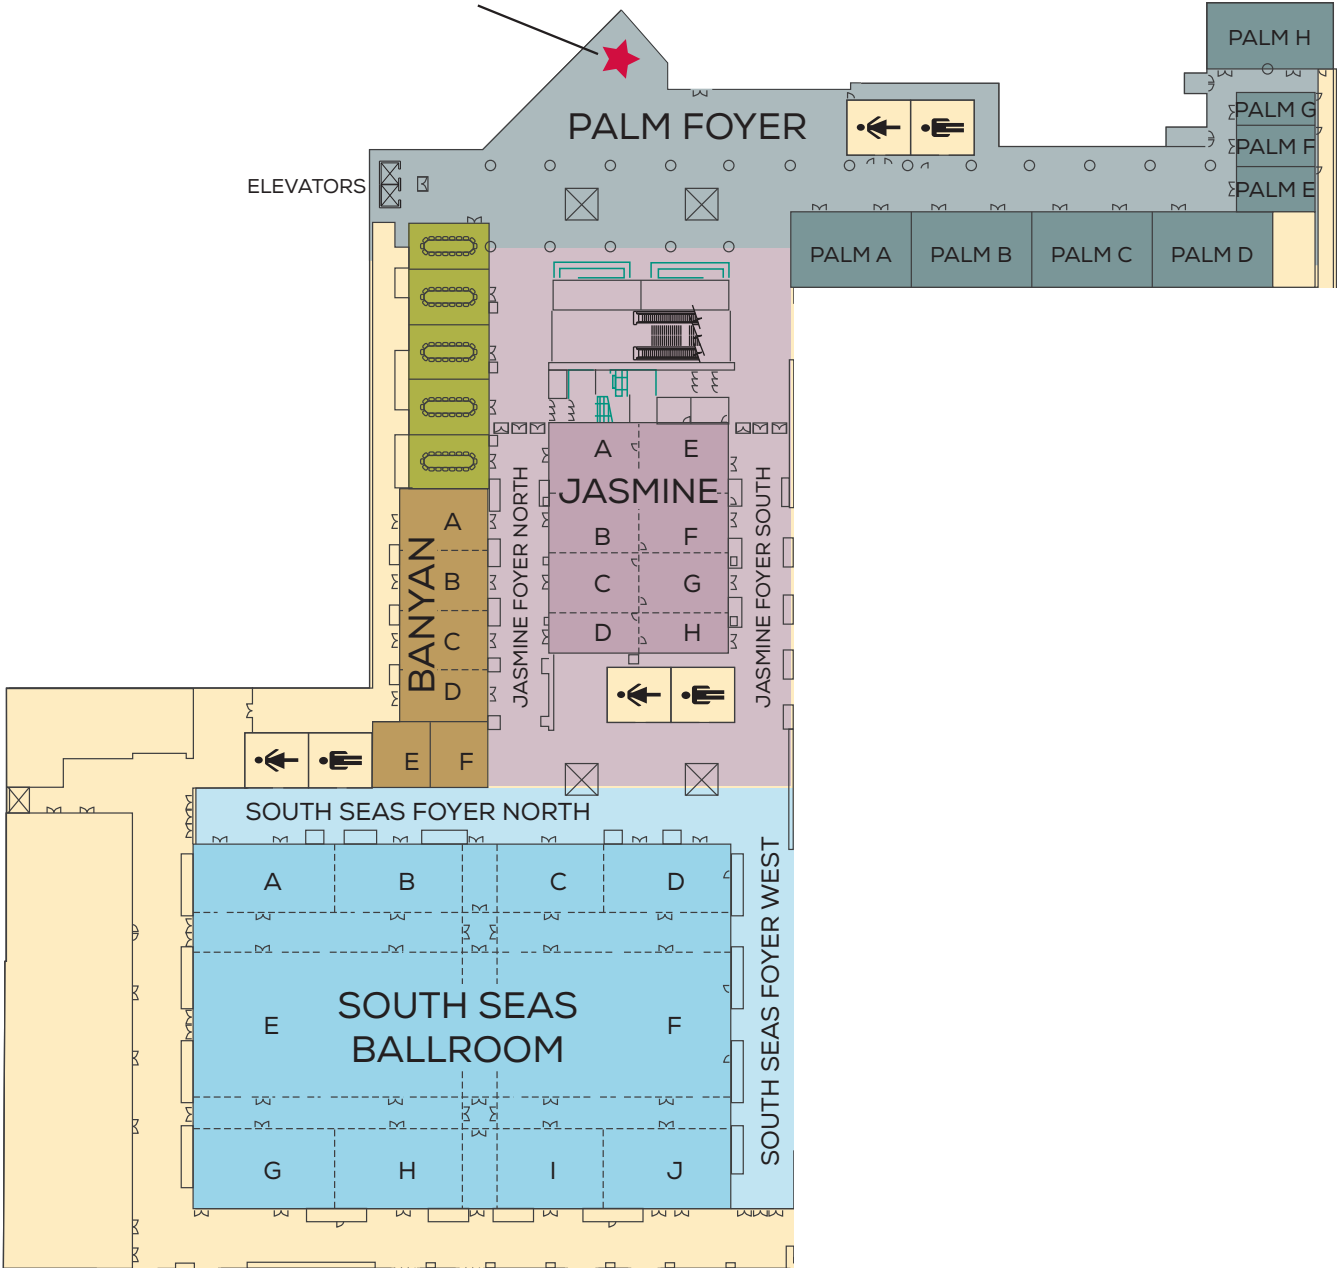 PALM H
PALM G
PALM FOYER
PALM F
ELEVATORS
PALM E
PALM A
PALM B
PALM C
PALM D
A
E
JASMINE
B
F
C
G
D
H
JASMINE FOYER NORTH
JASMINE FOYER SOUTH
BANYAN
A
B
C
D
E
F
SOUTH SEAS FOYER NORTH
SOUTH SEAS FOYER WEST
A
B
C
D
SOUTH SEAS
BALLROOM
E
F
G
H
I
J